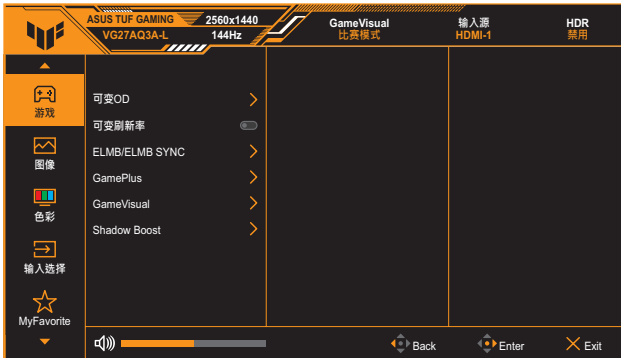 ASUS TUF GAMING
VG27AQ3A-L
2560x1440
144Hz
GameVisual
比赛模式
输入源
HDMI-1
HDR
禁用
游戏
图像
色彩
输入选择
MyFavorite
可变OD
可变刷新率
ELMB/ELMB SYNC
GamePlus
GameVisual
Shadow Boost
Back
Enter
Exit